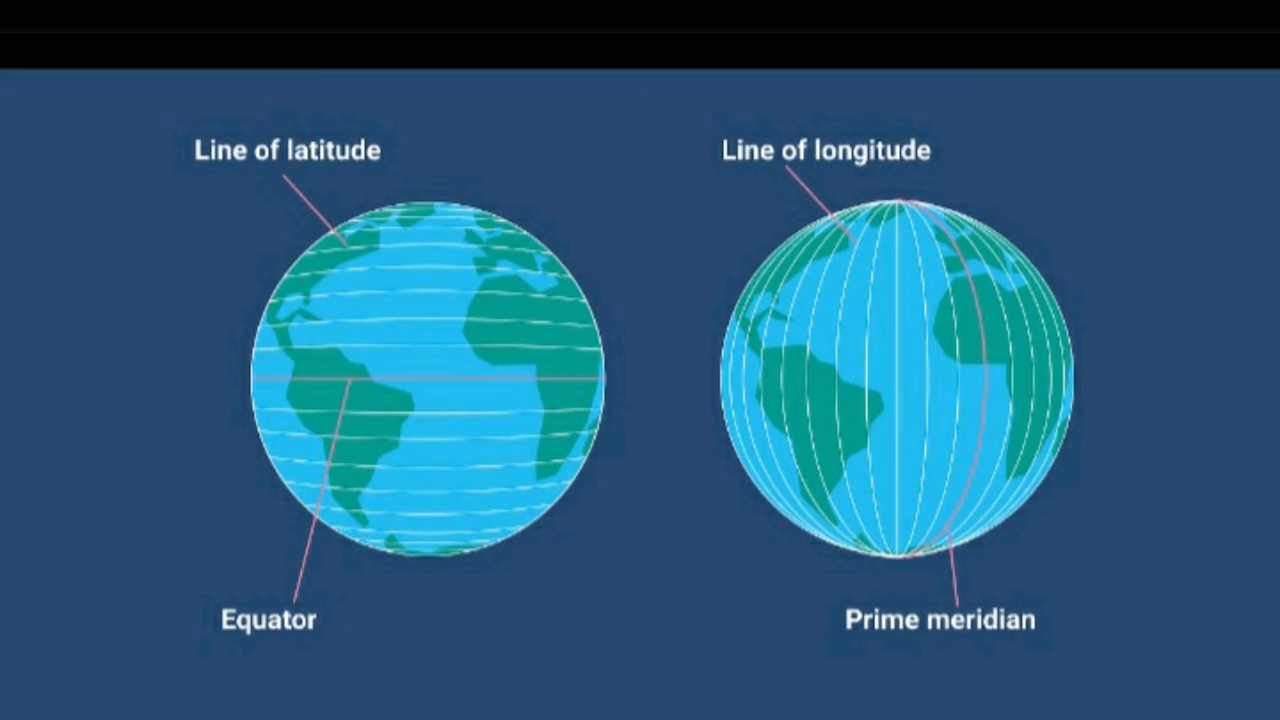 Line of latitude
Line of longitude
Equator
Prime meridian